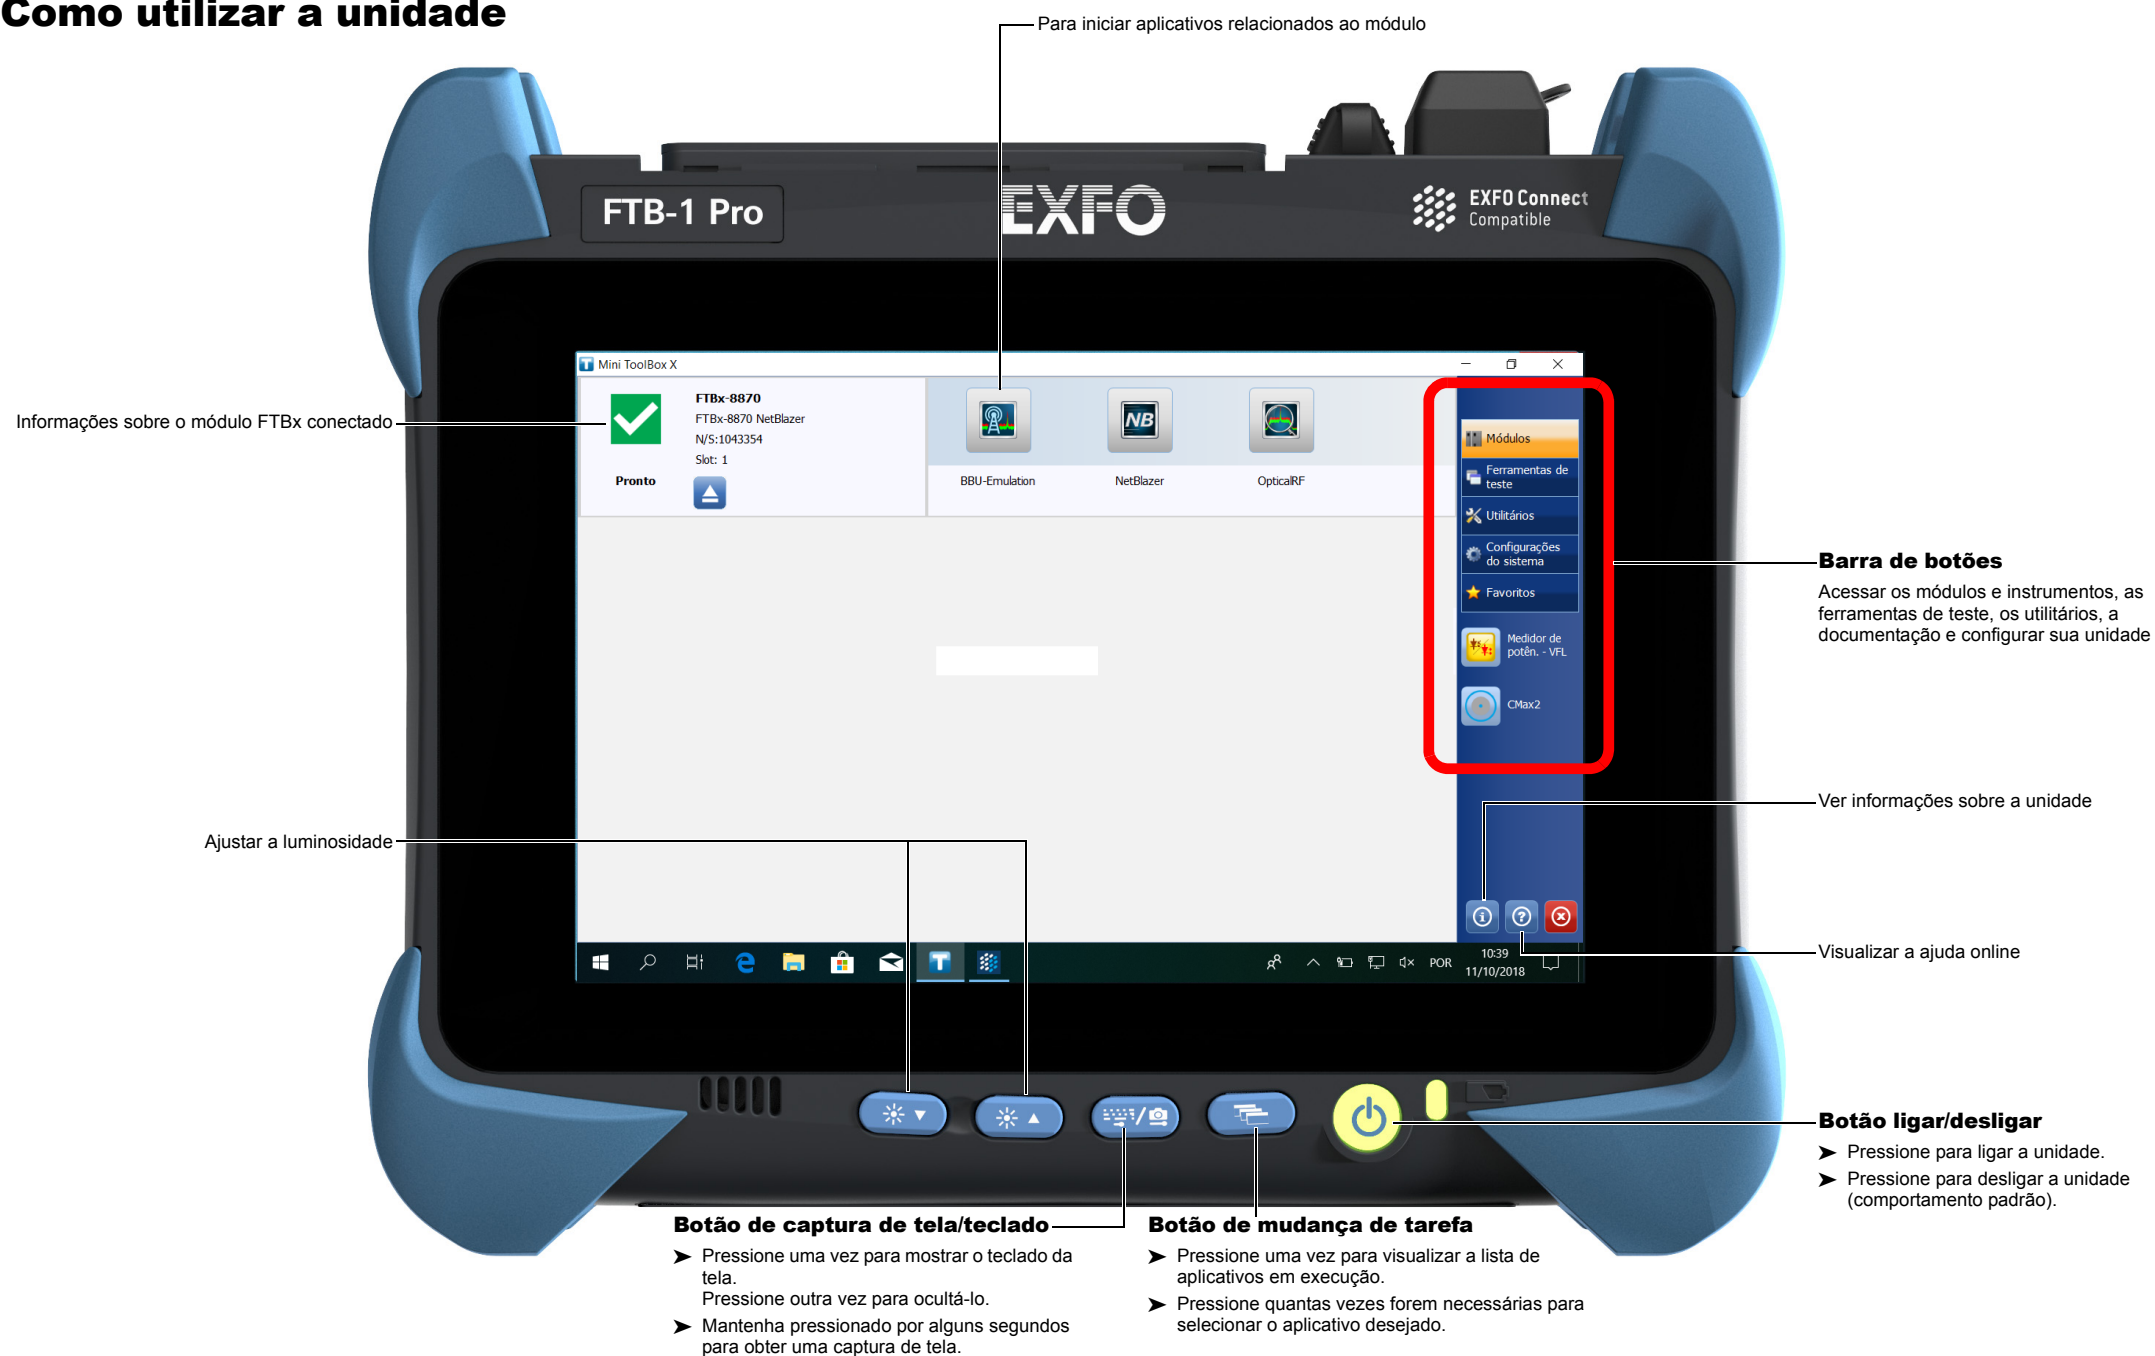 Como utilizar a unidade
Para iniciar aplicativos relacionados ao módulo
FTB-1 Pro
EXFO
EXFO Connect
Compatible
Mini ToolBox X
FTBx-8870
FTBx-8870 NetBlazer
N/S:1043354
Slot: 1
Pronto
NB
BBU-Emulation
NetBlazer
OpticalRF
Módulos
Ferramentas de
teste
Utilitários
Configurações
do sistema
Favoritos
Medidor de
potên. - VFL
CMax2
Informações sobre o módulo FTBx conectado
Barra de botões
Acessar os módulos e instrumentos, as
ferramentas de teste, os utilitários, a
documentação e configurar sua unidade
Ver informações sobre a unidade
Ajustar a luminosidade
Visualizar a ajuda online
POR
10:39
11/10/2018
Botão ligar/desligar
➤ Pressione para ligar a unidade.
➤ Pressione para desligar a unidade
(comportamento padrão).
Botão de captura de tela/teclado
➤ Pressione uma vez para mostrar o teclado da
tela.
Pressione outra vez para ocultá-lo.
➤ Mantenha pressionado por alguns segundos
para obter uma captura de tela.
Botão de mudança de tarefa
➤ Pressione uma vez para visualizar a lista de
aplicativos em execução.
➤ Pressione quantas vezes forem necessárias para
selecionar o aplicativo desejado.